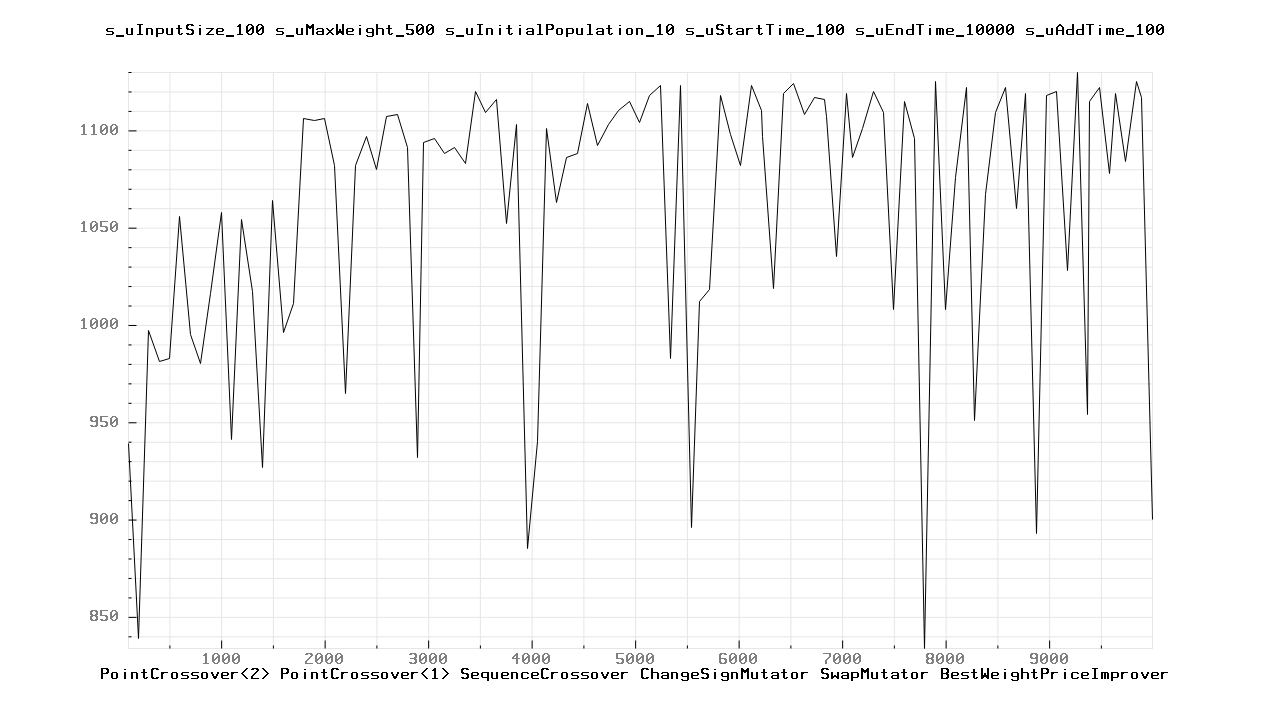 s_uInputSize_100 s_uMaxWeight_500 s_uInitialPopulation_10 s_uStartTime_100 s_uEndTime_10000 s_uAddTime_100
1100
1050
1000
950
900
850
1000 2000 3000 4000 5000 6000 7000 8000 9000
PointCrossover<2> PointCrossover<1> SequenceCrossover ChangeSignMutator SwapMutator BestWeightPriceImprover